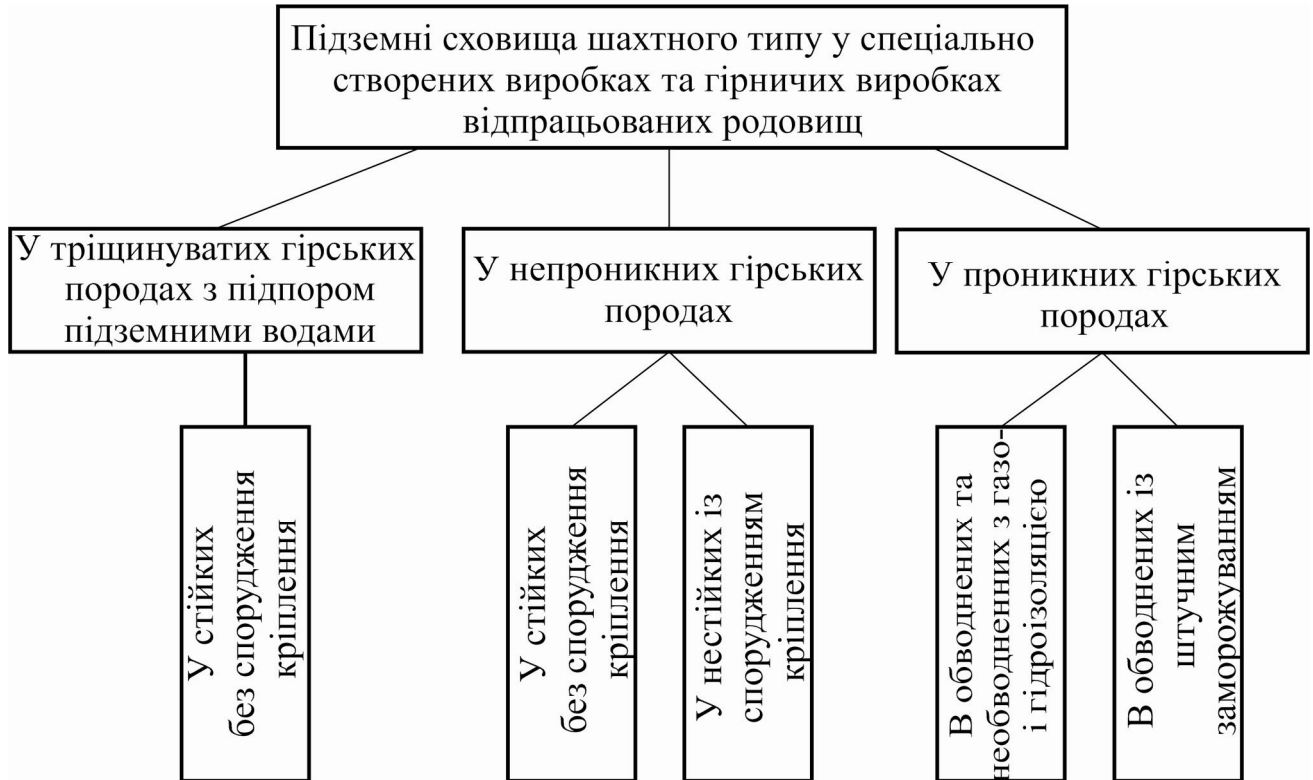 Підземні сховища шахтного типу у спеціально
створених виробках та гірничих виробках
відпрацьованих родовищ
У тріщинуватих гірських
породах з підпором
підземними водами
У непроникних гірських
породах
У проникних гірських
породах
У стійких
без спорудження
кріплення
У стійких
без спорудження
кріплення
У нестійких із
спорудженням
кріплення
В обводнених та
необводненних з газо-
і гідроізоляцією
В обводнених із
штучним
заморожуванням